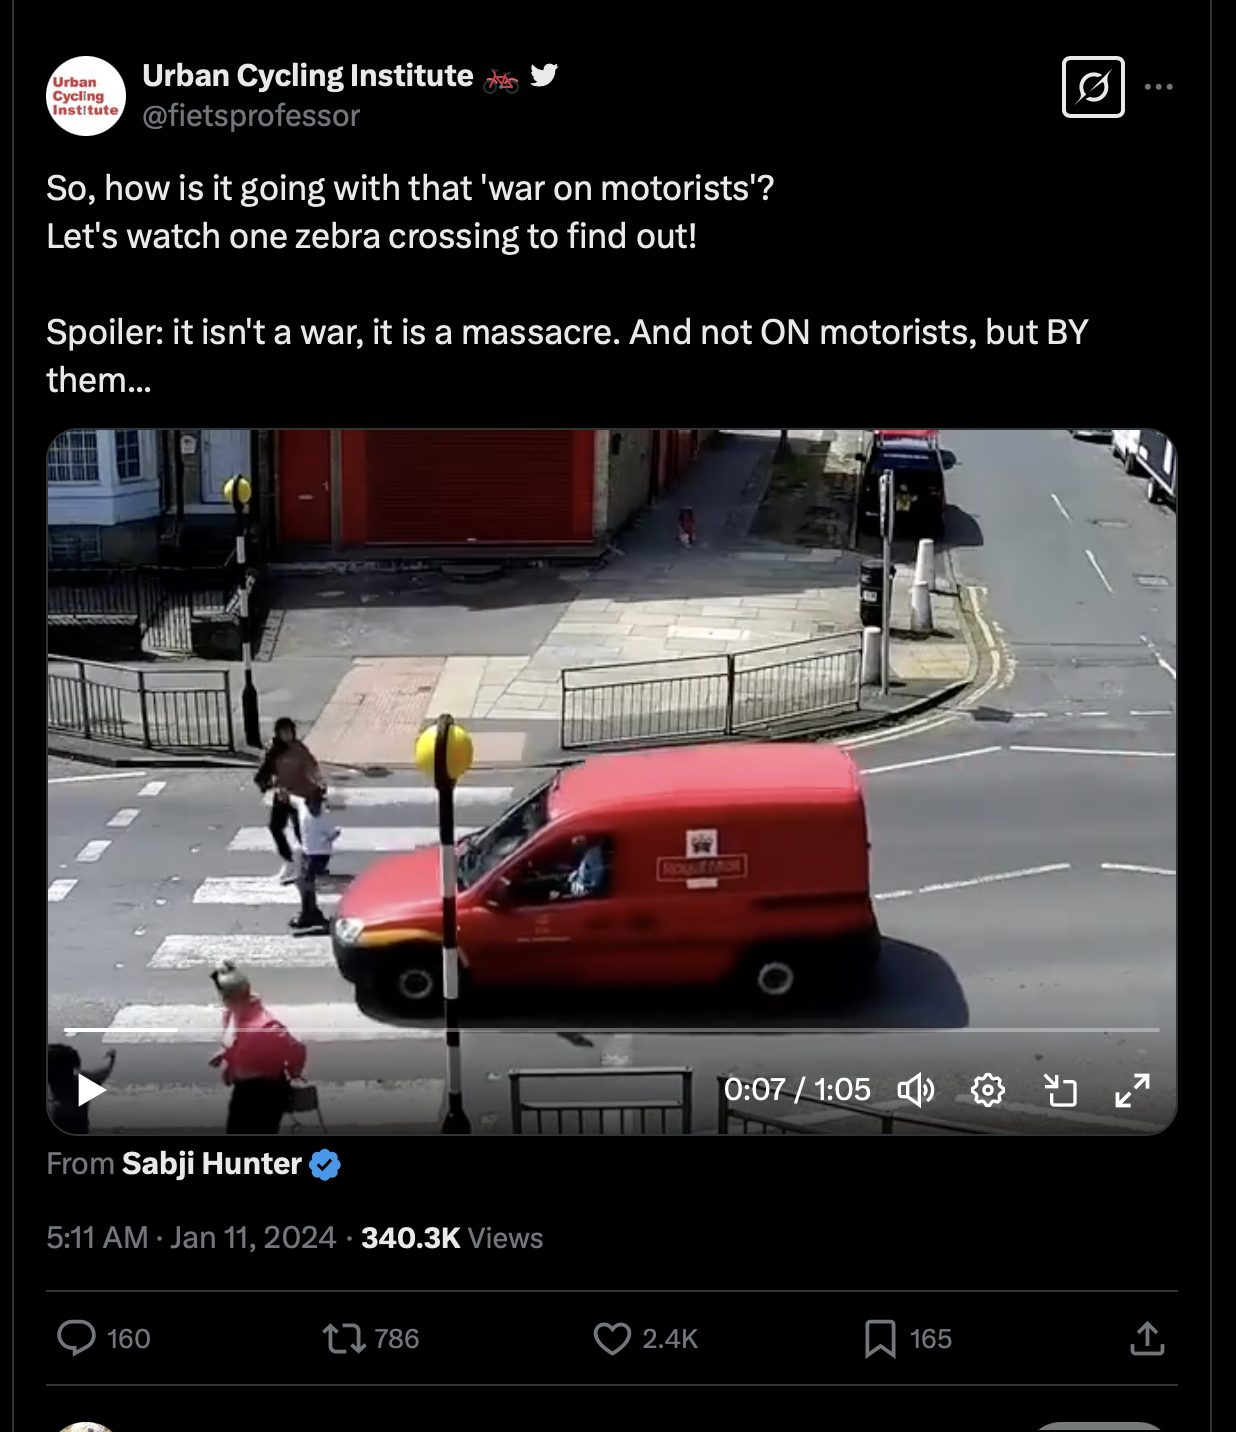 Urban
Cycling
Institute
Urban Cycling Institute
@fietsprofessor
So, how is it going with that 'war on motorists'?
Let's watch one zebra crossing to find out!
Spoiler: it isn't a war, it is a massacre. And not ON motorists, but BY
them...
Royal Mail
0:07 / 1:05
From Sabji Hunter
5:11 AM · Jan 11, 2024 · 340.3K Views
160 786 2.4K 165